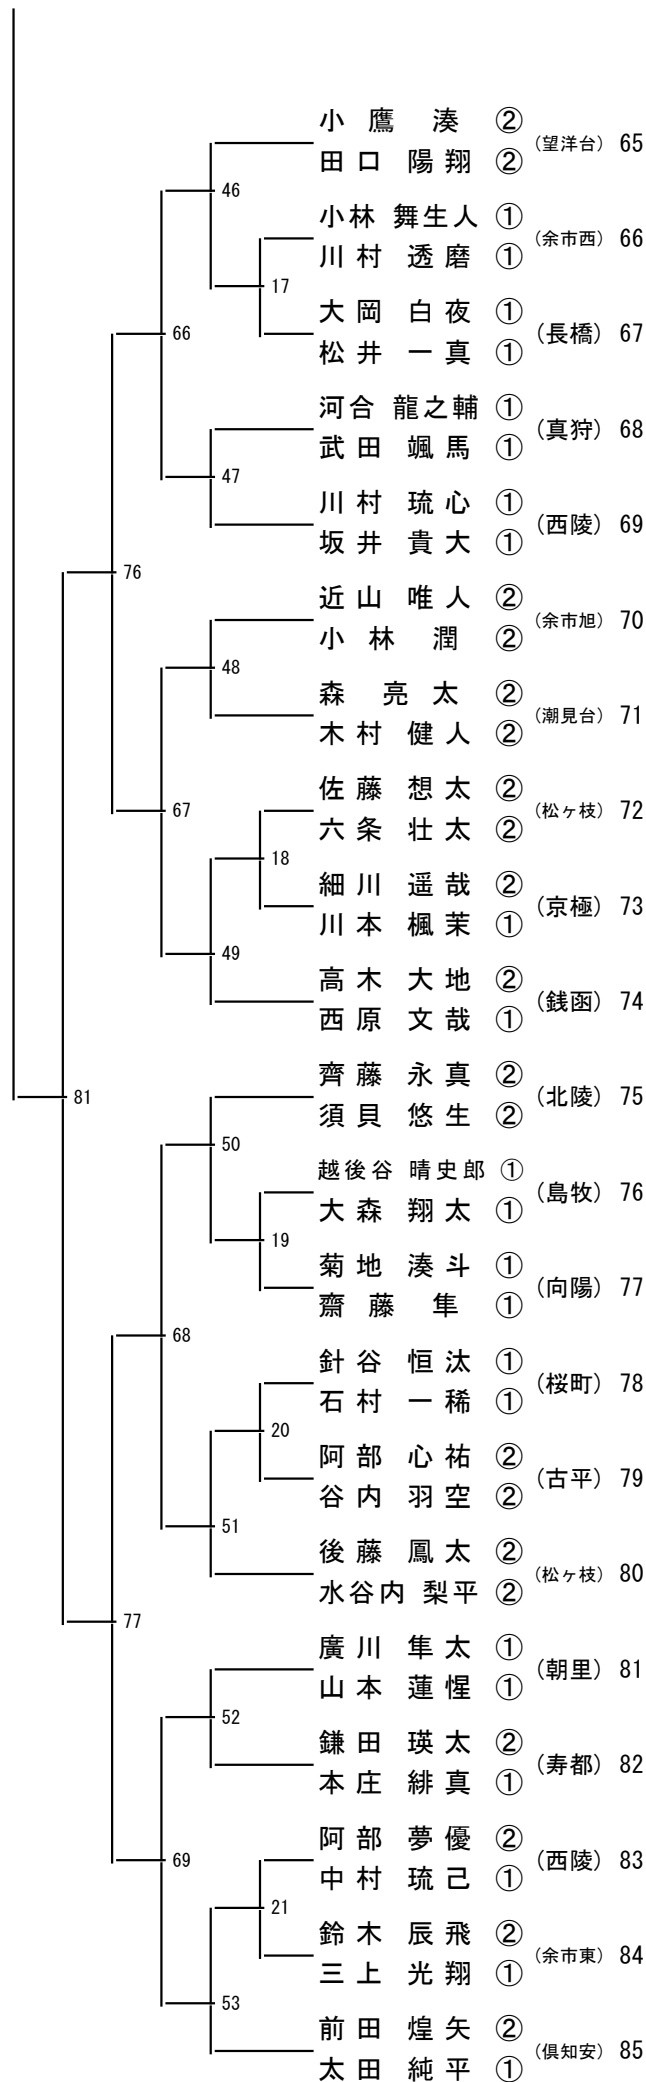 小鷹 湊 ②
田口 陽翔 ②
(望洋台) 65
46
小林 舞生人 ①
川村 透磨 ①
(余市西) 66
17
大岡 白夜 ①
松井 一真 ①
(長橋) 67
66
河合 龍之輔 ①
武田 颯馬 ①
(真狩) 68
47
川村 琉心 ①
坂井 貴大 ①
(西陵) 69
76
近山 唯人 ②
小林 潤 ②
(余市旭) 70
48
森 亮太 ②
木村 健人 ②
(潮見台) 71
67
佐藤 想太 ②
六条 壮太 ②
(松ヶ枝) 72
18
細川 遥哉 ②
川本 楓茉 ①
(京極) 73
49
高木 大地 ②
西原 文哉 ①
(銭函) 74
81
齊藤 永真 ②
須貝 悠生 ②
(北陵) 75
50
越後谷 晴史郎 ①
大森 翔太 ①
(島牧) 76
19
菊地 湊斗 ①
齋藤 隼 ①
(向陽) 77
68
針谷 恒汰 ①
石村 一稀 ①
(桜町) 78
20
阿部 心祐 ②
谷内 羽空 ②
(古平) 79
51
後藤 鳳太 ②
水谷内 梨平 ②
(松ヶ枝) 80
77
廣川 隼太 ①
山本 蓮惺 ①
(朝里) 81
52
鎌田 瑛太 ②
本庄 緋真 ①
(寿都) 82
69
阿部 夢優 ②
中村 琉己 ①
(西陵) 83
21
鈴木 辰飛 ②
三上 光翔 ①
(余市東) 84
53
前田 煌矢 ②
太田 純平 ①
(倶知安) 85